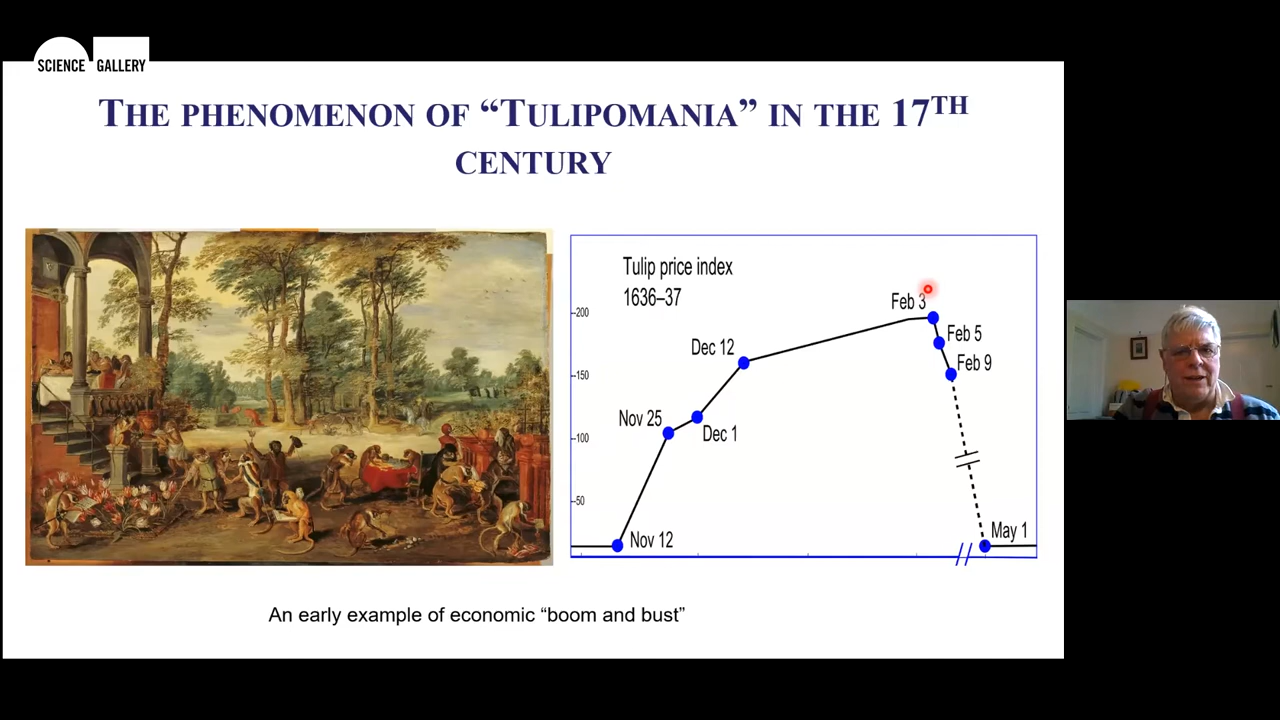 SCIENCE GALLERY
THE PHENOMENON OF “TULIPOMANIA” IN THE 17TH
CENTURY
Tulip price index
1636–37
200
150
100
50
Nov 12
Nov 25
Dec 1
Dec 12
Feb 3
Feb 5
Feb 9
May 1
An early example of economic “boom and bust”